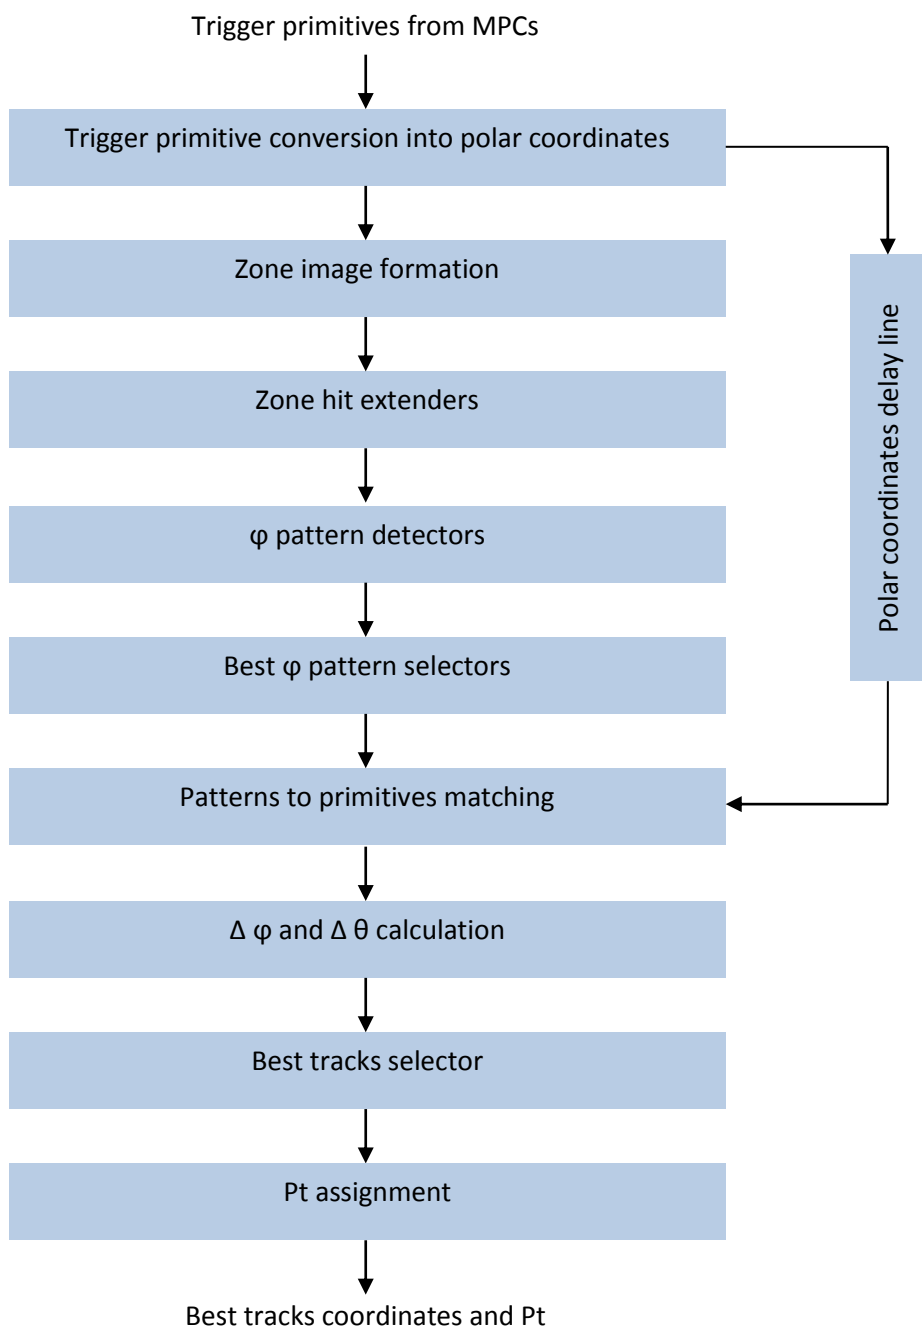 Trigger primitives from MPCs
Trigger primitive conversion into polar coordinates
Zone image formation
Zone hit extenders
φ pattern detectors
Best φ pattern selectors
Patterns to primitives matching
Δ φ and Δ θ calculation
Best tracks selector
Pt assignment
Best tracks coordinates and Pt
Polar coordinates delay line